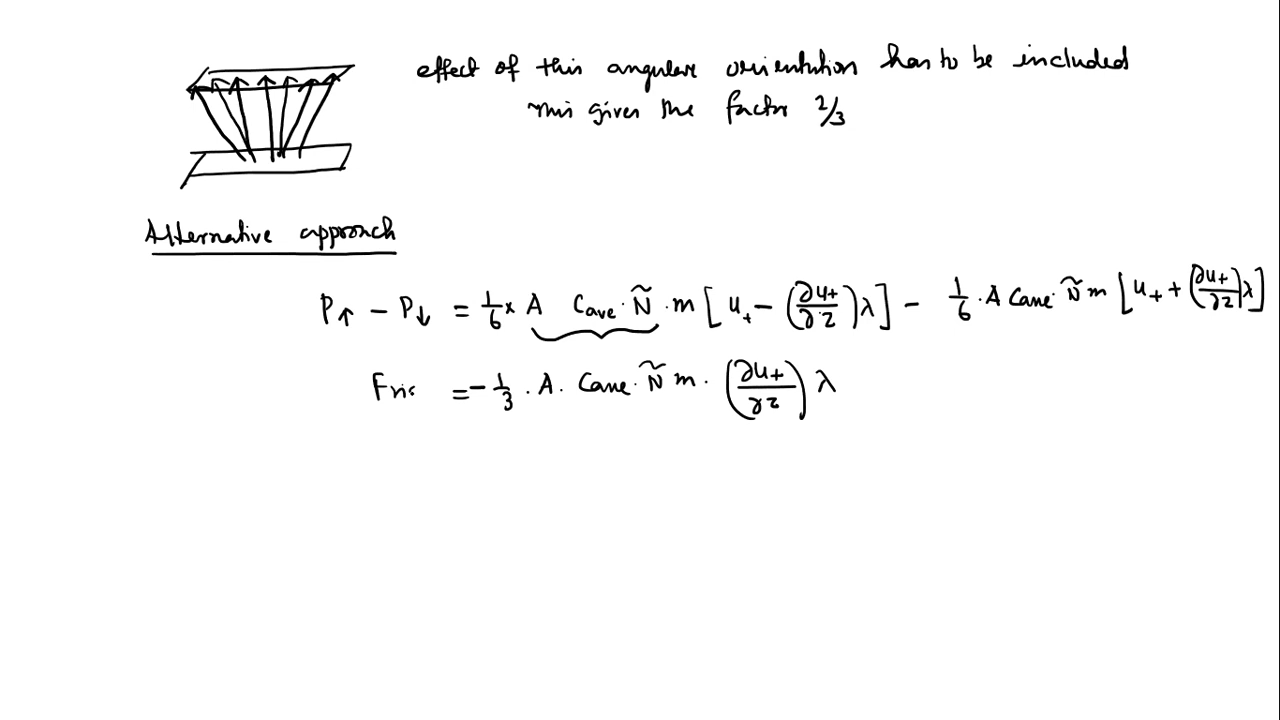 effect of this angular orientation has to be included
this gives the factor 2/3
Alternative approach
P↑ − P↓ = 1/6 × A Cave · Ñ · m [ u₊ − (∂u₊/∂z) λ ] − 1/6 · A Cave · Ñ m [ u₊ + (∂u₊/∂z) λ ]
Fric = − 1/3 · A · Cave · Ñ m · (∂u₊/∂z) λ